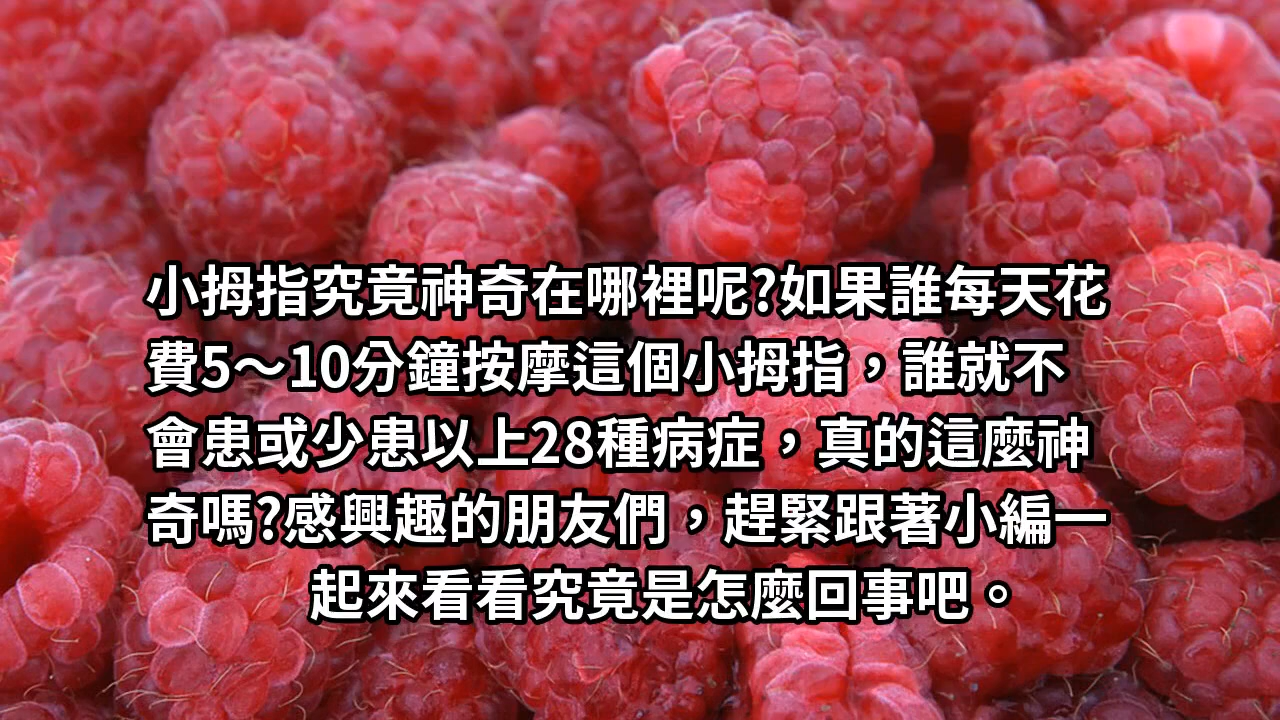 小拇指究竟神奇在哪裡呢?如果誰每天花
費5～10分鐘按摩這個小拇指，誰就不
會患或少患以上28種病症，真的這麼神
奇嗎?感興趣的朋友們，趕緊跟著小編一
起來看看究竟是怎麼回事吧。